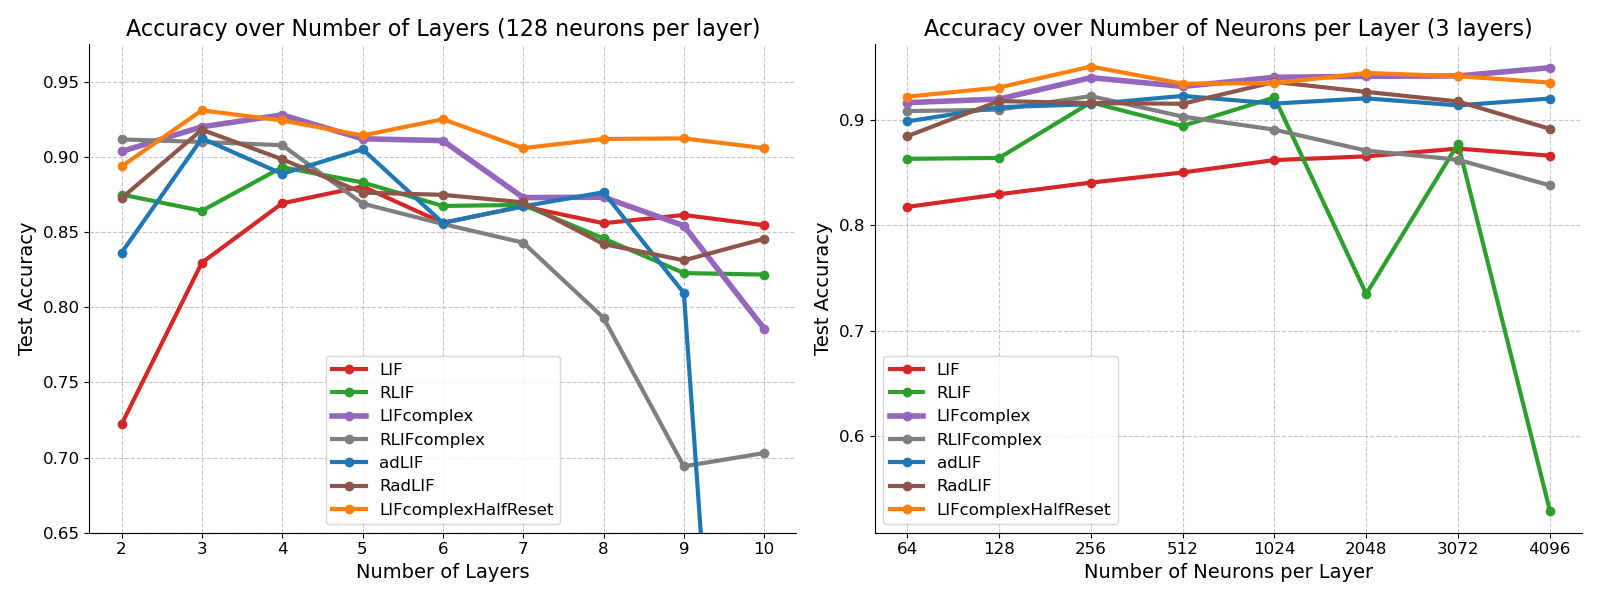 Accuracy over Number of Layers (128 neurons per layer)
Test Accuracy
0.95
0.90
0.85
0.80
0.75
0.70
0.65
LIF
RLIF
LIFcomplex
RLIFcomplex
adLIF
RadLIF
LIFcomplexHalfReset
2 3 4 5 6 7 8 9 10
Number of Layers
Accuracy over Number of Neurons per Layer (3 layers)
Test Accuracy
0.9
0.8
0.7
0.6
LIF
RLIF
LIFcomplex
RLIFcomplex
adLIF
RadLIF
LIFcomplexHalfReset
64 128 256 512 1024 2048 3072 4096
Number of Neurons per Layer